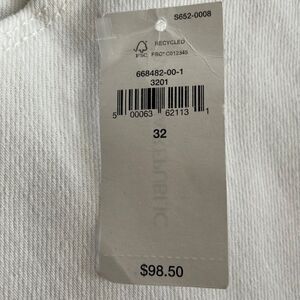 S652-0008
FSC
RECYCLED
FSC® C012345
668482-00-1
3201
5 00063 62113 1
32
$98.50